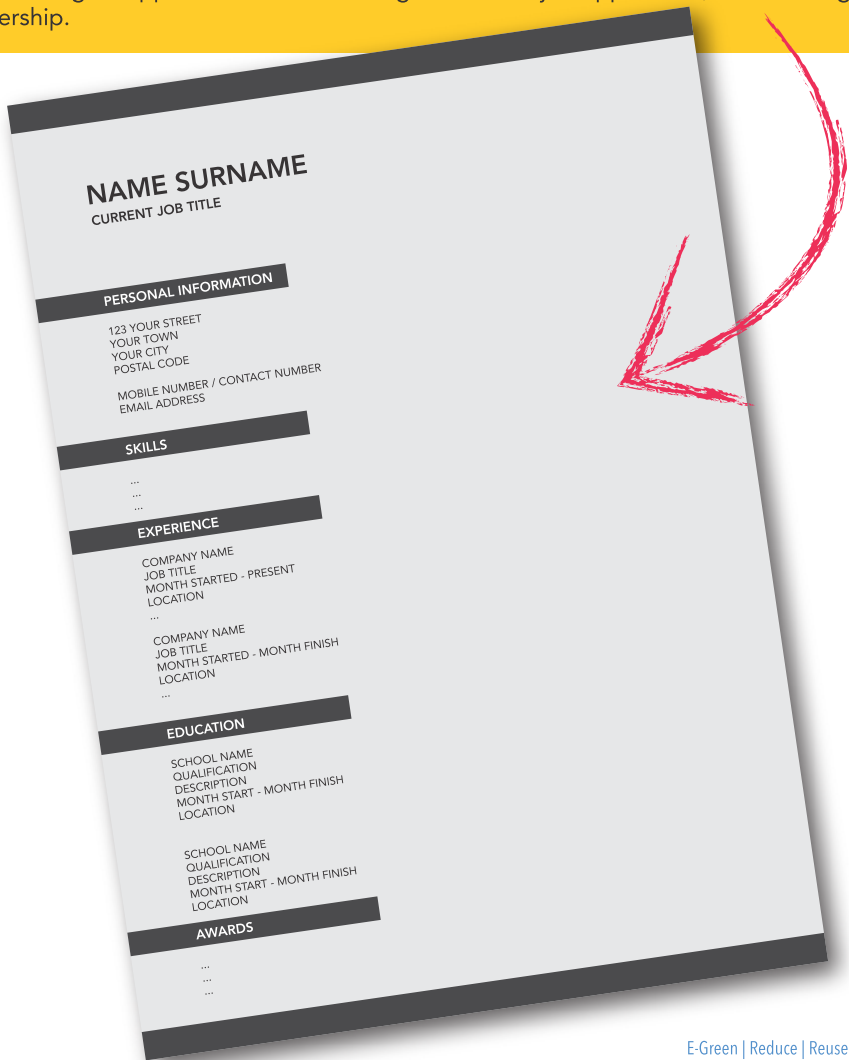 ership.
NAME SURNAME
CURRENT JOB TITLE
PERSONAL INFORMATION
123 YOUR STREET
YOUR TOWN
YOUR CITY
POSTAL CODE
MOBILE NUMBER / CONTACT NUMBER
EMAIL ADDRESS
SKILLS
...
...
...
EXPERIENCE
COMPANY NAME
JOB TITLE
MONTH STARTED - PRESENT
LOCATION
...
COMPANY NAME
JOB TITLE
MONTH STARTED - MONTH FINISH
LOCATION
...
EDUCATION
SCHOOL NAME
QUALIFICATION
DESCRIPTION
MONTH START - MONTH FINISH
LOCATION
SCHOOL NAME
QUALIFICATION
DESCRIPTION
MONTH START - MONTH FINISH
LOCATION
AWARDS
...
...
...
E-Green | Reduce | Reuse